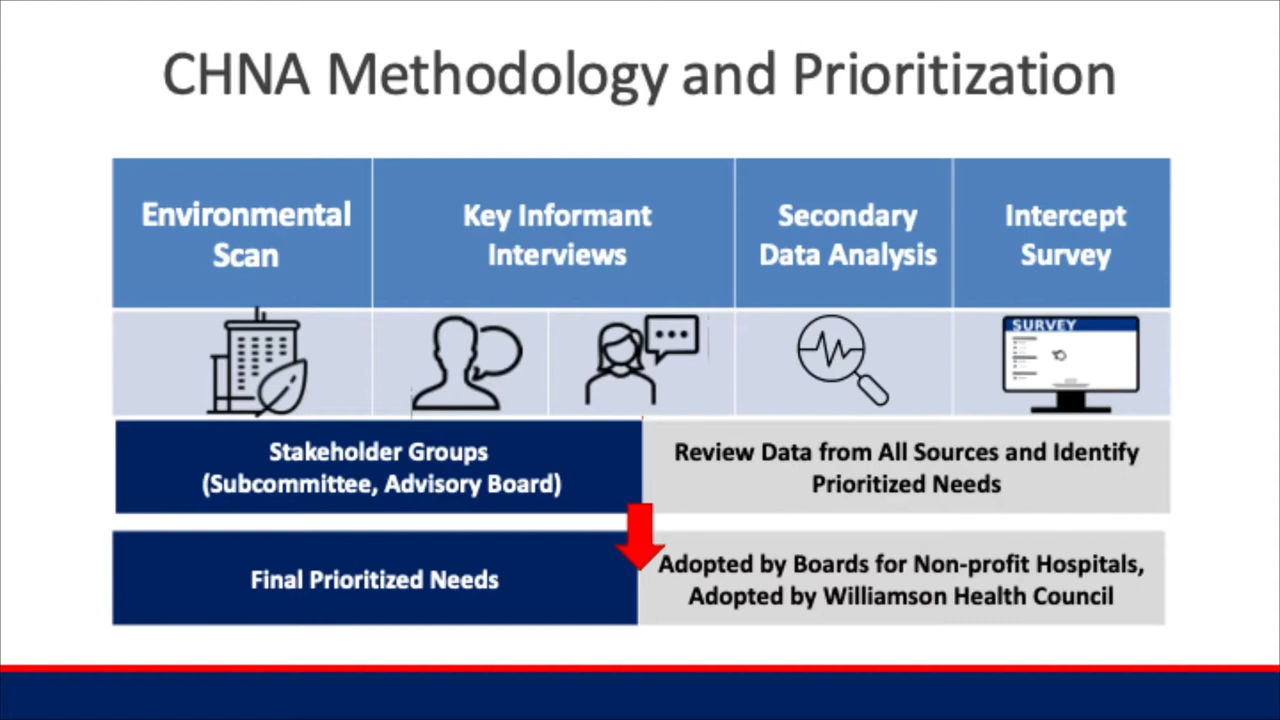 CHNA Methodology and Prioritization
Environmental
Scan
Key Informant
Interviews
Secondary
Data Analysis
Intercept
Survey
SURVEY
Stakeholder Groups
(Subcommittee, Advisory Board)
Review Data from All Sources and Identify
Prioritized Needs
Final Prioritized Needs
Adopted by Boards for Non-profit Hospitals,
Adopted by Williamson Health Council